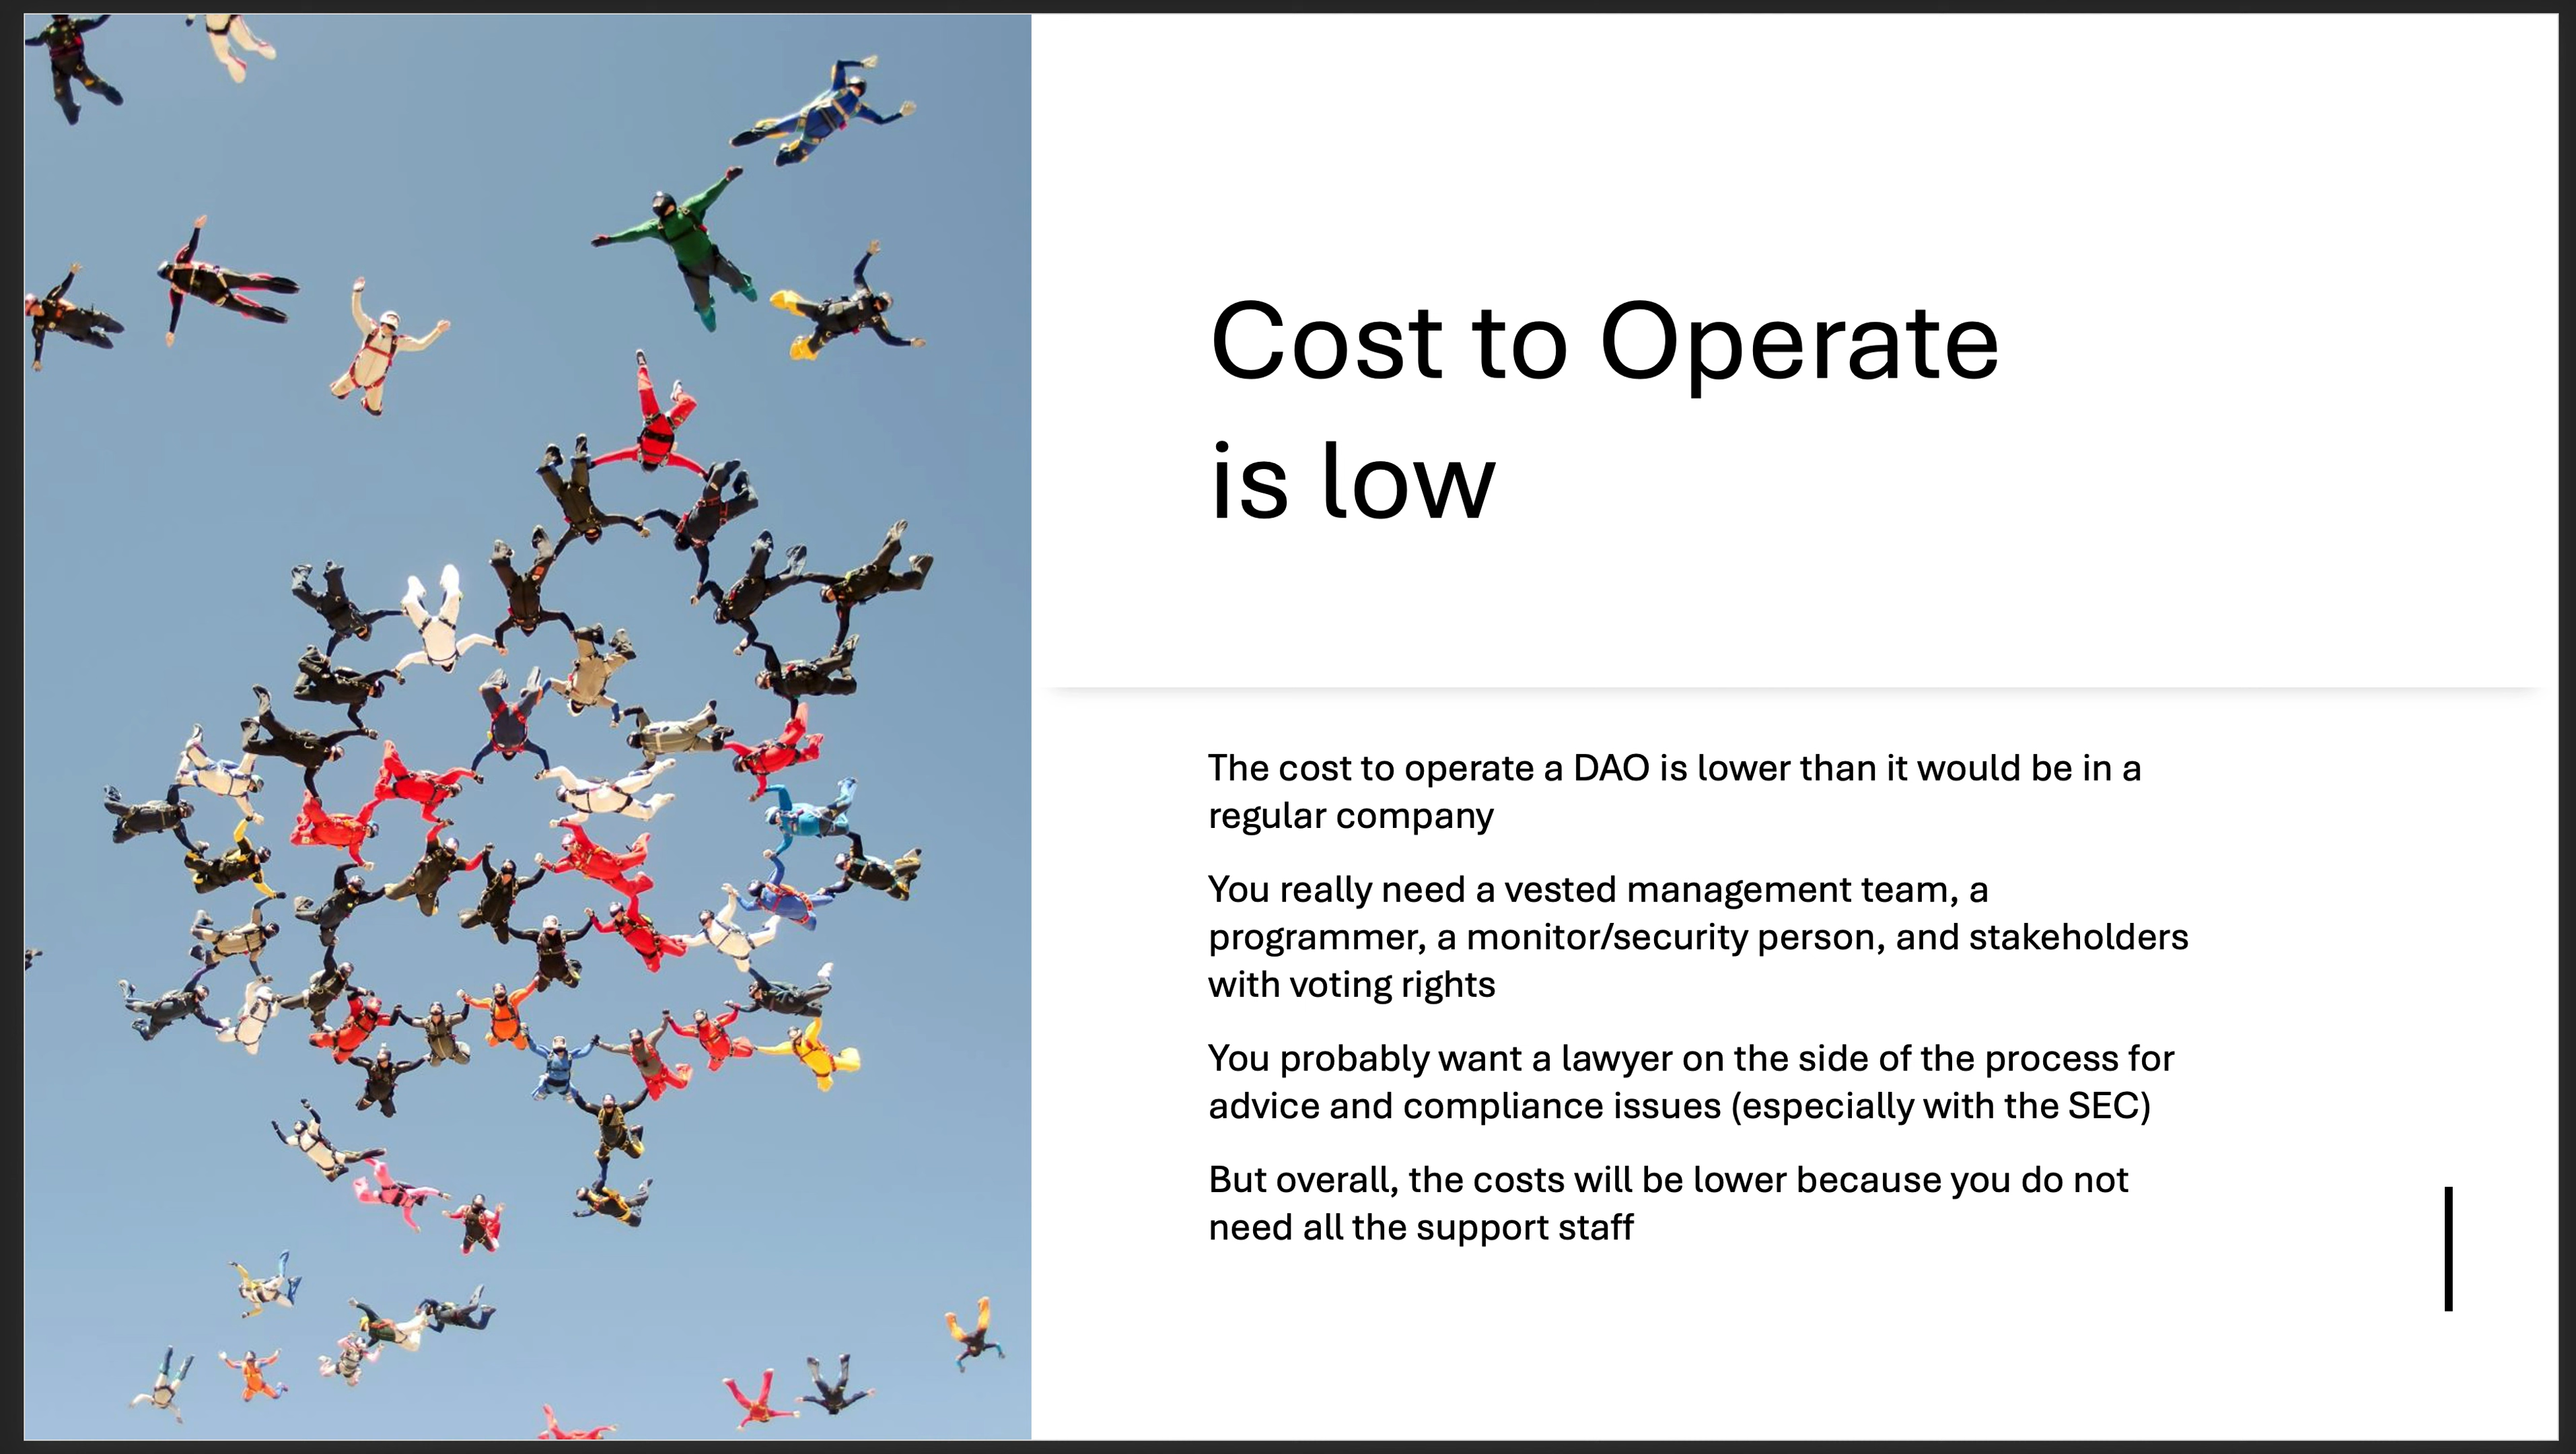 Cost to Operate
is low
The cost to operate a DAO is lower than it would be in a
regular company
You really need a vested management team, a
programmer, a monitor/security person, and stakeholders
with voting rights
You probably want a lawyer on the side of the process for
advice and compliance issues (especially with the SEC)
But overall, the costs will be lower because you do not
need all the support staff